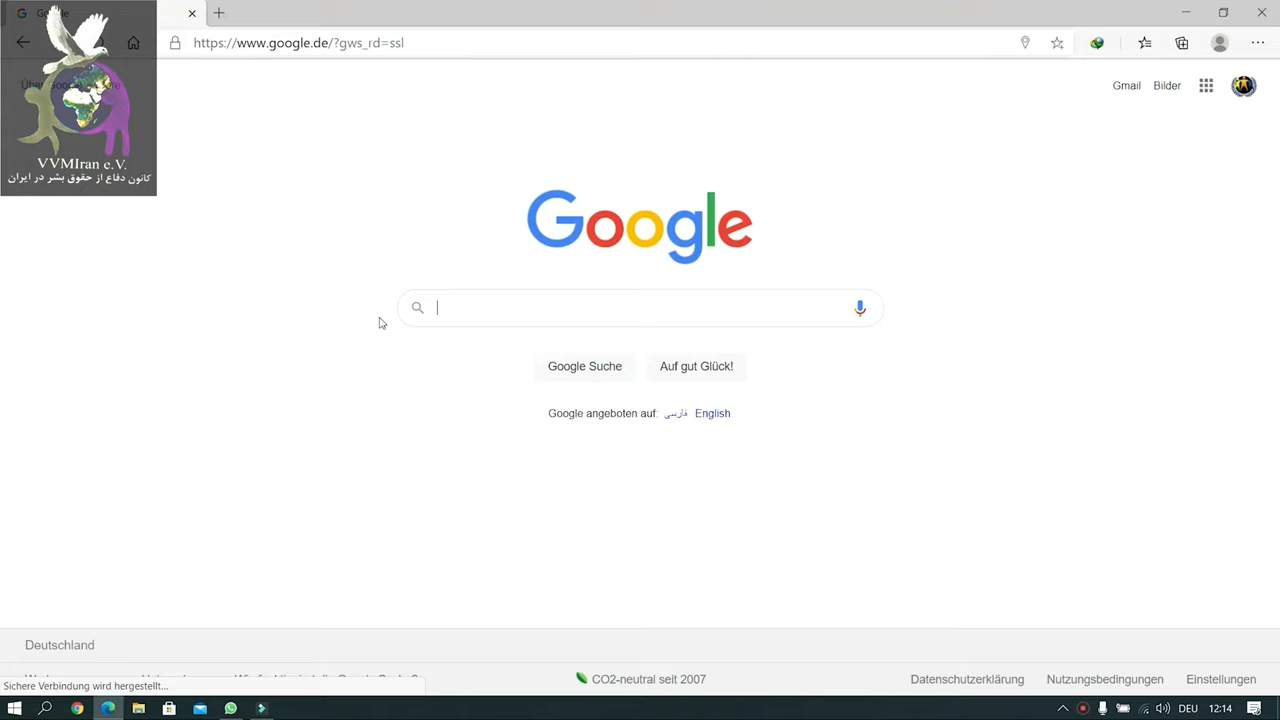 https://www.google.de/?gws_rd=ssl
Gmail Bilder
VVMIran e.V.
کانون دفاع از حقوق بشر در ایران
Google
Google Suche Auf gut Glück!
Google angeboten auf: فارسی English
Deutschland
CO2-neutral seit 2007 Datenschutzerklärung Nutzungsbedingungen Einstellungen
Sichere Verbindung wird hergestellt...
DEU 12:14